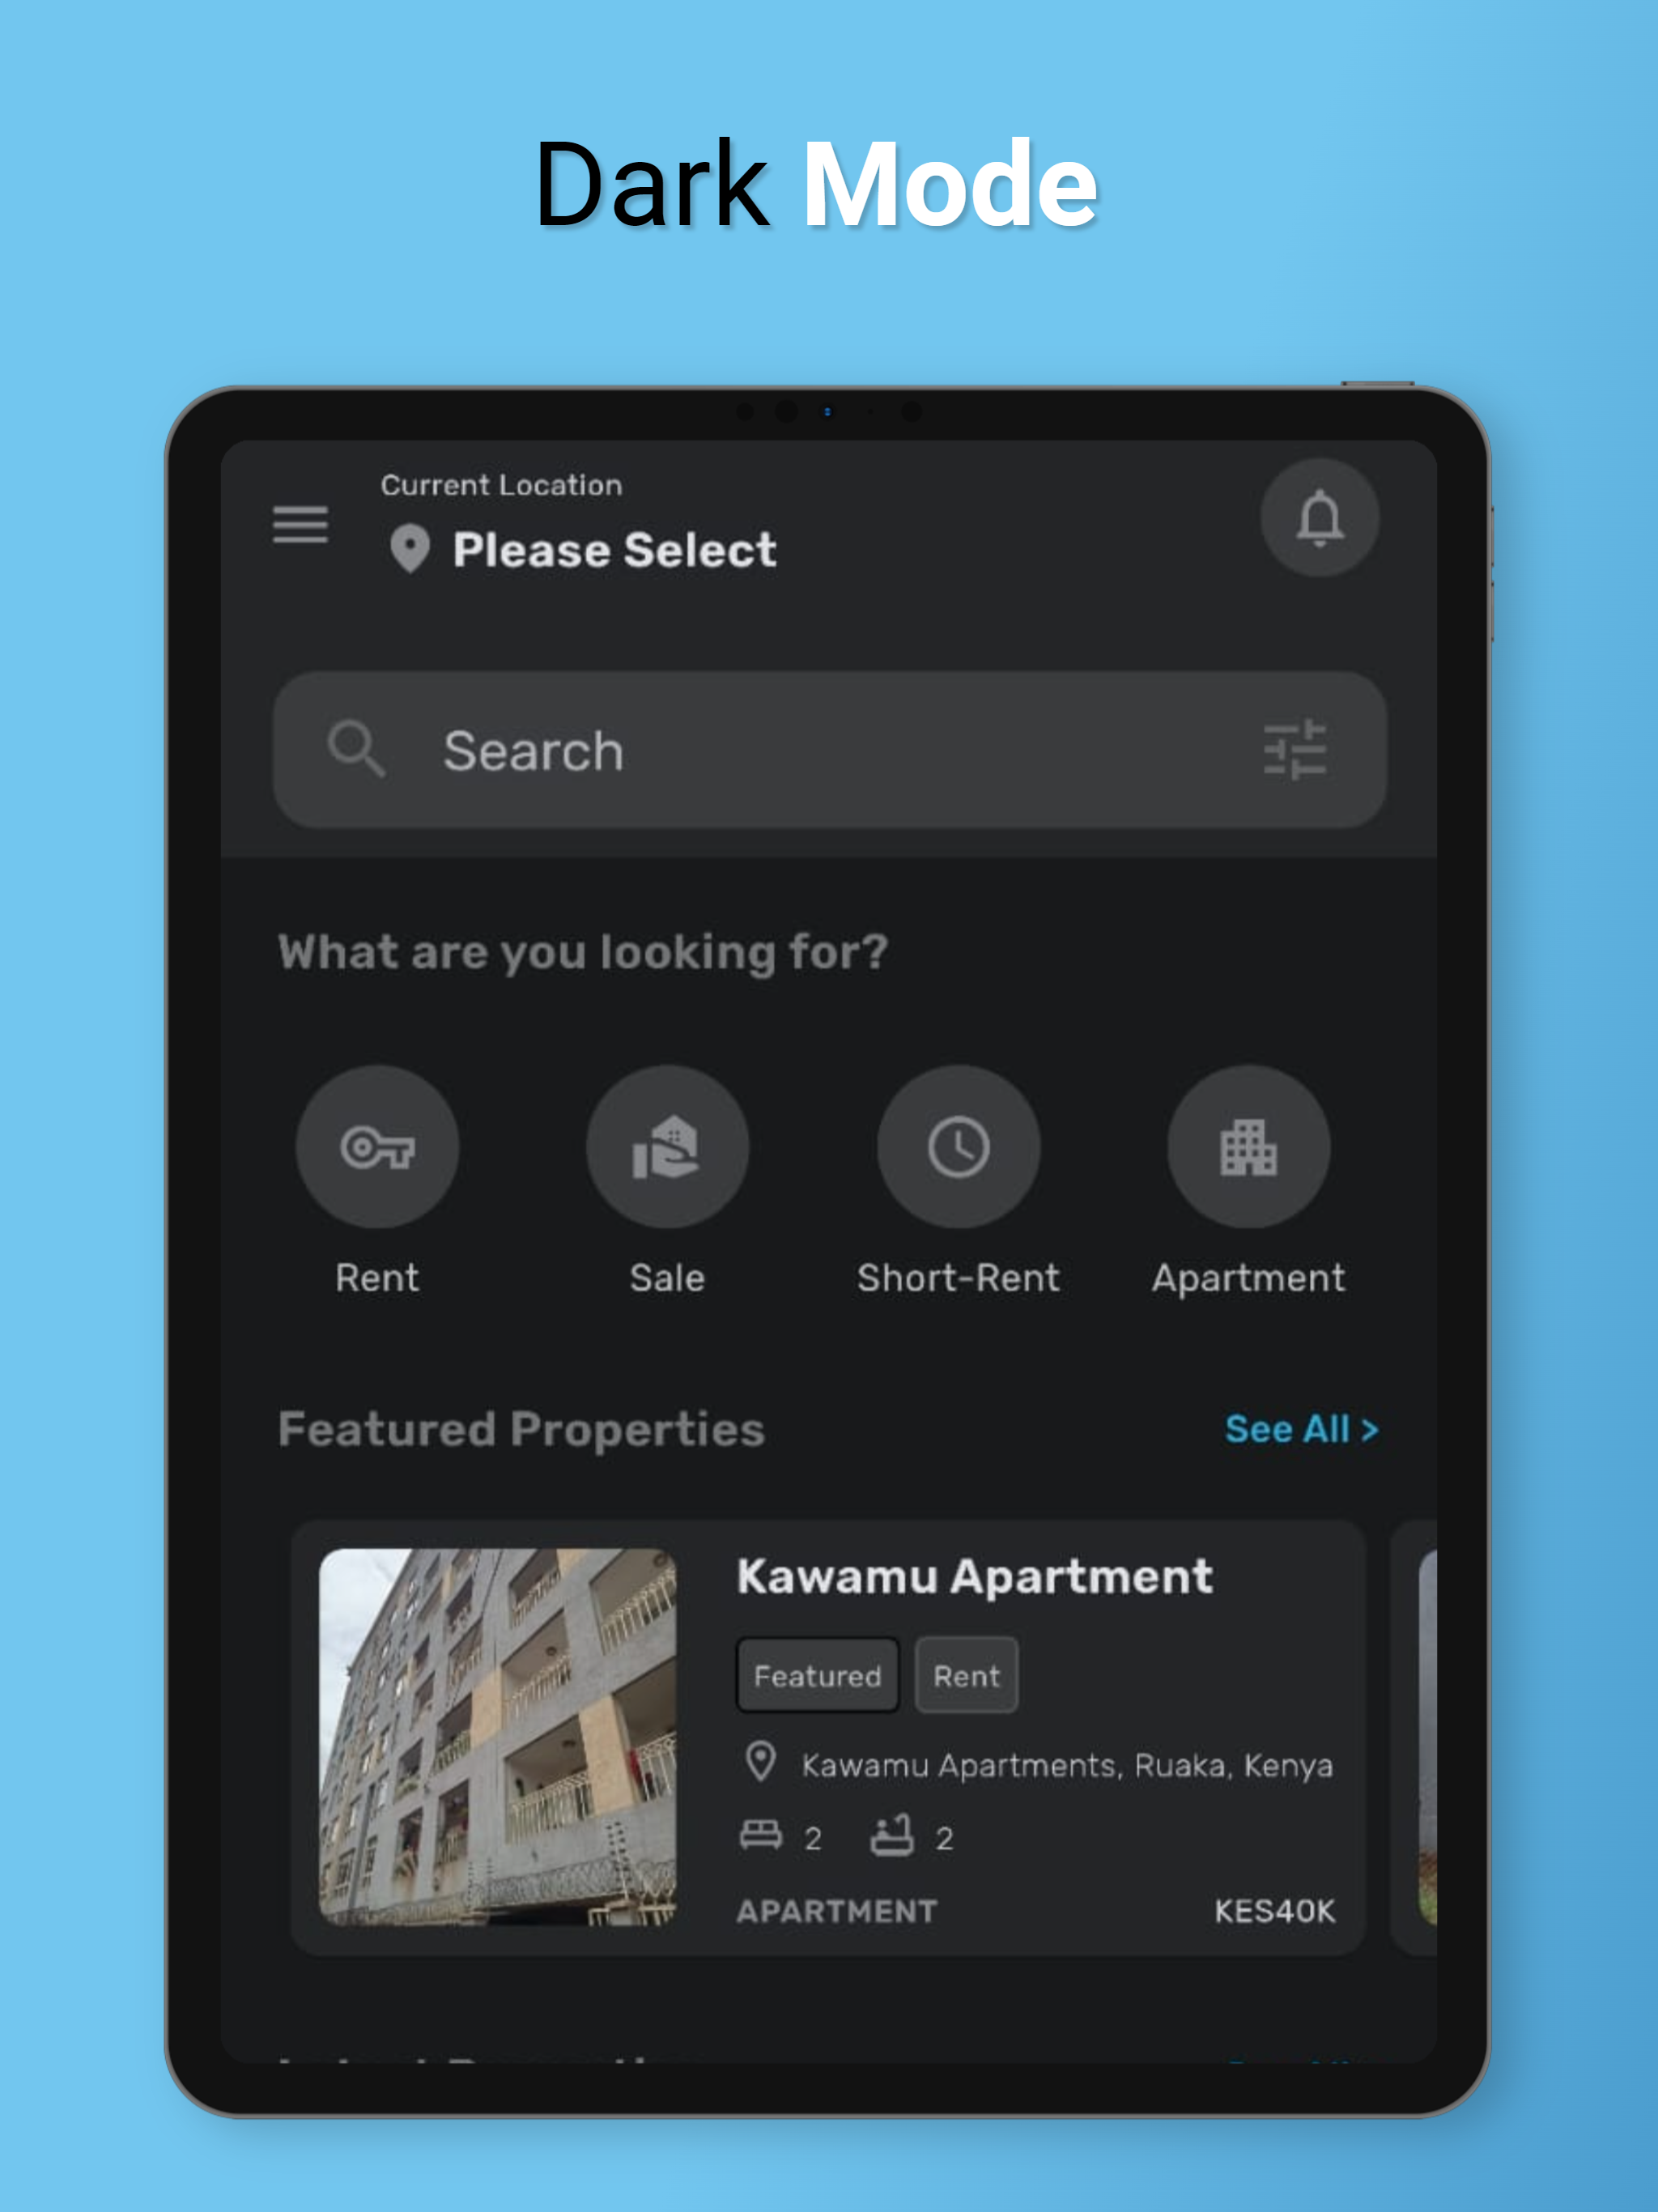 Dark Mode
Current Location
Please Select
Search
What are you looking for?
Rent
Sale
Short-Rent
Apartment
Featured Properties
See All >
Kawamu Apartment
Featured
Rent
Kawamu Apartments, Ruaka, Kenya
2
2
APARTMENT
KES40K